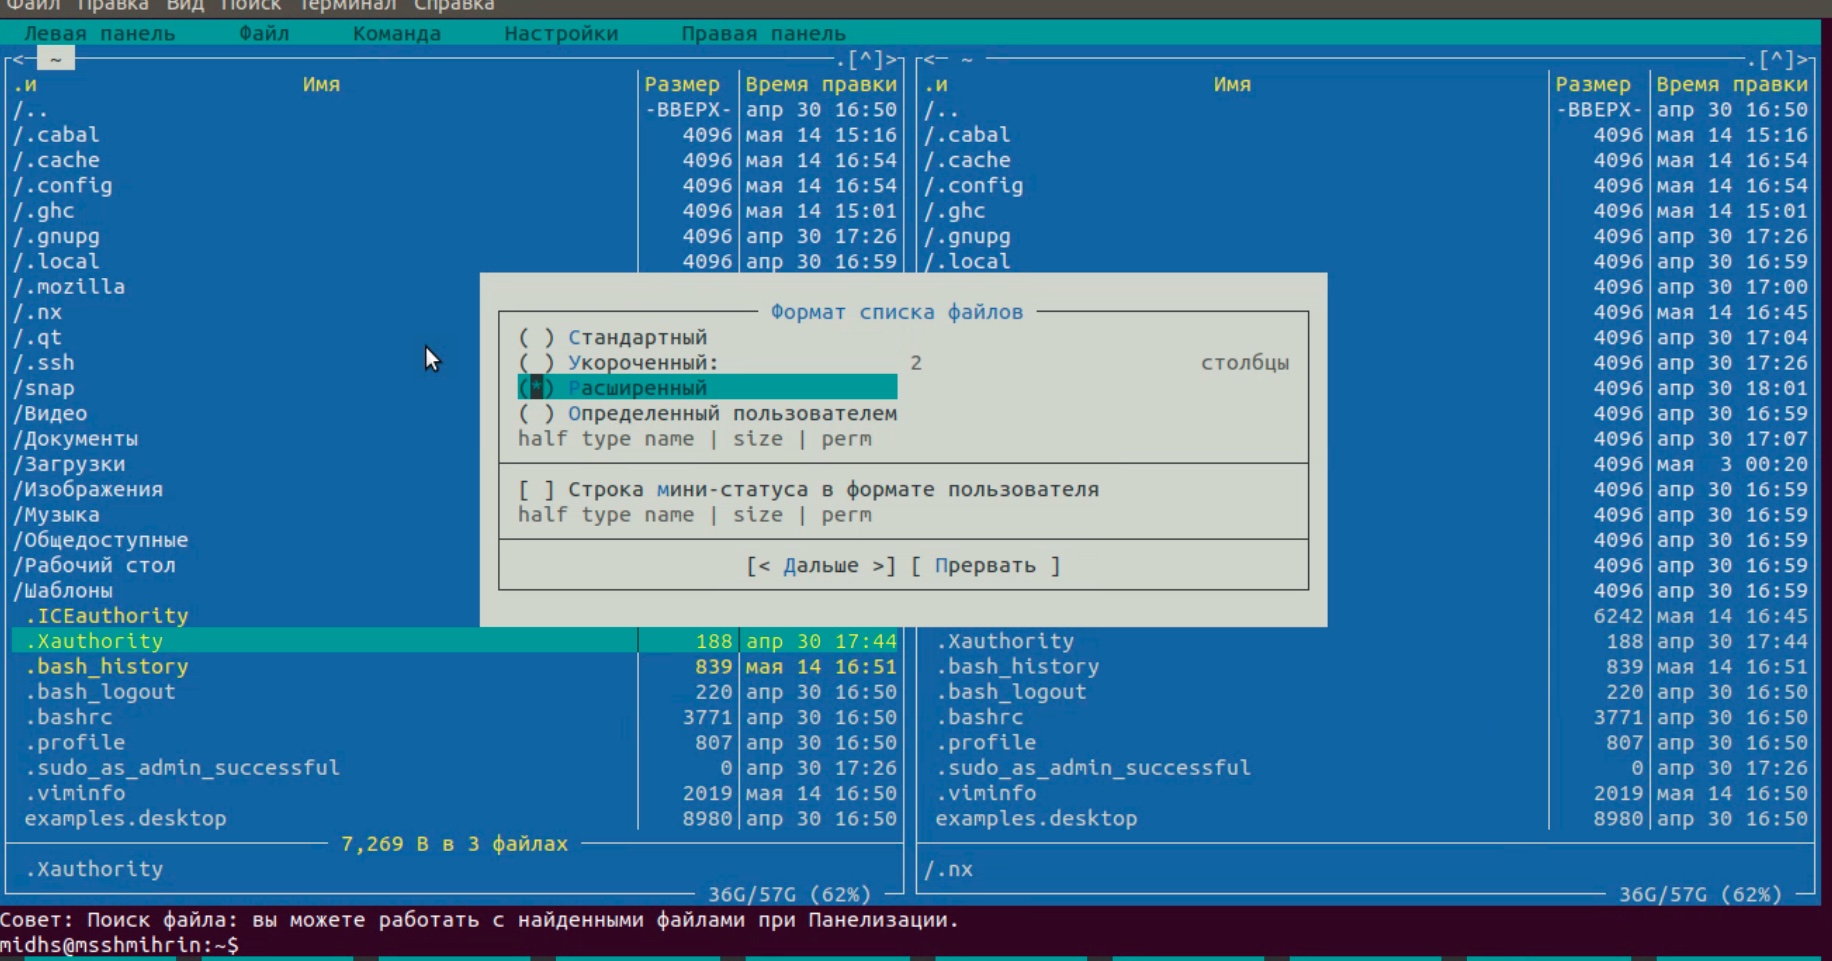 Файл Правка Вид Поиск Терминал Справка
Левая панель Файл Команда Настройки Правая панель
<- ~ .[^]> <- ~ .[^]>
.и Имя Размер Время правки .и Имя Размер Время правки
/.. -ВВЕРХ- апр 30 16:50 /.. -ВВЕРХ- апр 30 16:50
/.cabal 4096 мая 14 15:16 /.cabal 4096 мая 14 15:16
/.cache 4096 мая 14 16:54 /.cache 4096 мая 14 16:54
/.config 4096 мая 14 16:54 /.config 4096 мая 14 16:54
/.ghc 4096 мая 14 15:01 /.ghc 4096 мая 14 15:01
/.gnupg 4096 апр 30 17:26 /.gnupg 4096 апр 30 17:26
/.local 4096 апр 30 16:59 /.local 4096 апр 30 16:59
/.mozilla 4096 апр 30 17:00
/.nx Формат списка файлов 4096 мая 14 16:45
/.qt ( ) Стандартный 4096 апр 30 17:04
/.ssh ( ) Укороченный: 2 столбцы 4096 апр 30 17:26
/snap (*) Расширенный 4096 апр 30 18:01
/Видео ( ) Определенный пользователем 4096 апр 30 16:59
/Документы half type name | size | perm 4096 апр 30 17:07
/Загрузки 4096 мая 3 00:20
/Изображения [ ] Строка мини-статуса в формате пользователя 4096 апр 30 16:59
/Музыка half type name | size | perm 4096 апр 30 16:59
/Общедоступные 4096 апр 30 16:59
/Рабочий стол [< Дальше >] [ Прервать ] 4096 апр 30 16:59
/Шаблоны 4096 апр 30 16:59
.ICEauthority 6242 мая 14 16:45
.Xauthority 188 апр 30 17:44 .Xauthority 188 апр 30 17:44
.bash_history 839 мая 14 16:51 .bash_history 839 мая 14 16:51
.bash_logout 220 апр 30 16:50 .bash_logout 220 апр 30 16:50
.bashrc 3771 апр 30 16:50 .bashrc 3771 апр 30 16:50
.profile 807 апр 30 16:50 .profile 807 апр 30 16:50
.sudo_as_admin_successful 0 апр 30 17:26 .sudo_as_admin_successful 0 апр 30 17:26
.viminfo 2019 мая 14 16:50 .viminfo 2019 мая 14 16:50
examples.desktop 8980 апр 30 16:50 examples.desktop 8980 апр 30 16:50
7,269 B в 3 файлах
.Xauthority /.nx
36G/57G (62%) 36G/57G (62%)
Совет: Поиск файла: вы можете работать с найденными файлами при Панелизации.
midhs@msshmihrin:~$